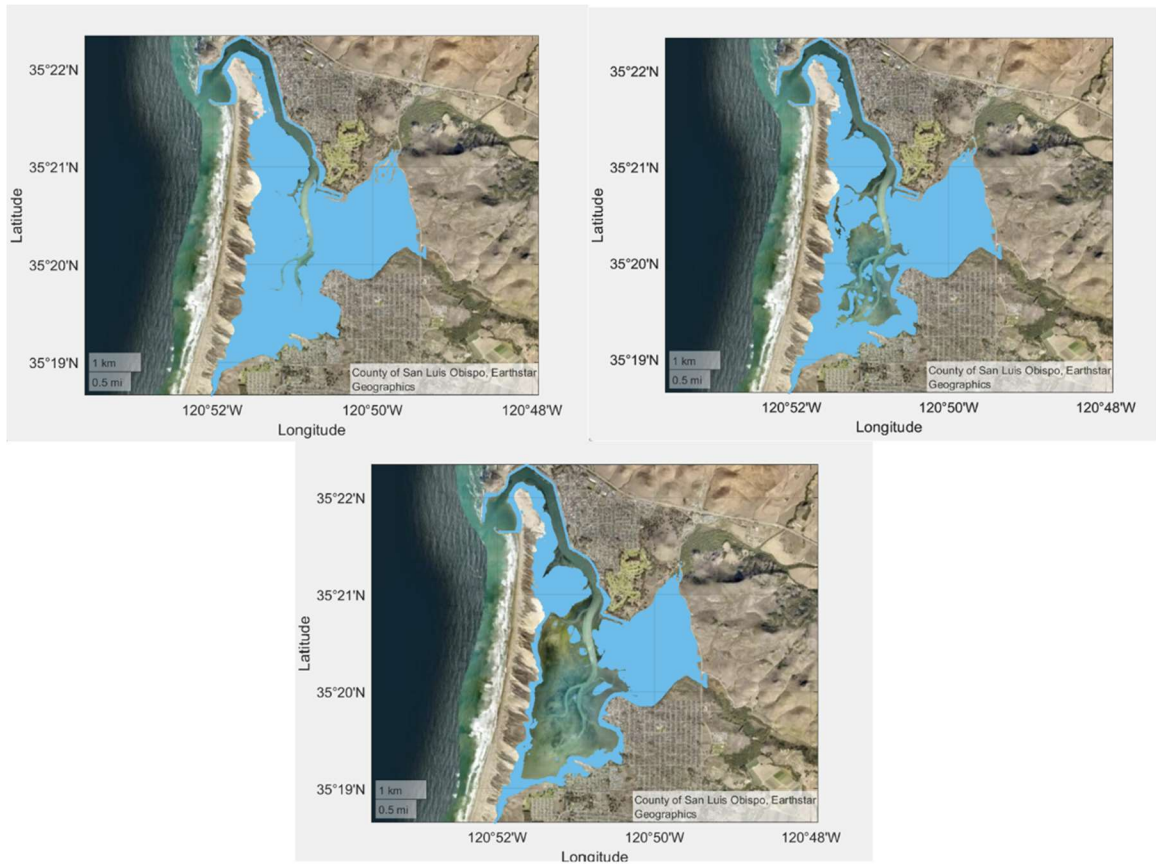 35°22'N
35°21'N
35°20'N
35°19'N
Latitude
1 km
0.5 mi
County of San Luis Obispo, Earthstar
Geographics
120°52'W
120°50'W
120°48'W
Longitude
35°22'N
35°21'N
35°20'N
35°19'N
Latitude
1 km
0.5 mi
County of San Luis Obispo, Earthstar
Geographics
120°52'W
120°50'W
120°48'W
Longitude
35°22'N
35°21'N
35°20'N
35°19'N
Latitude
1 km
0.5 mi
County of San Luis Obispo, Earthstar
Geographics
120°52'W
120°50'W
120°48'W
Longitude